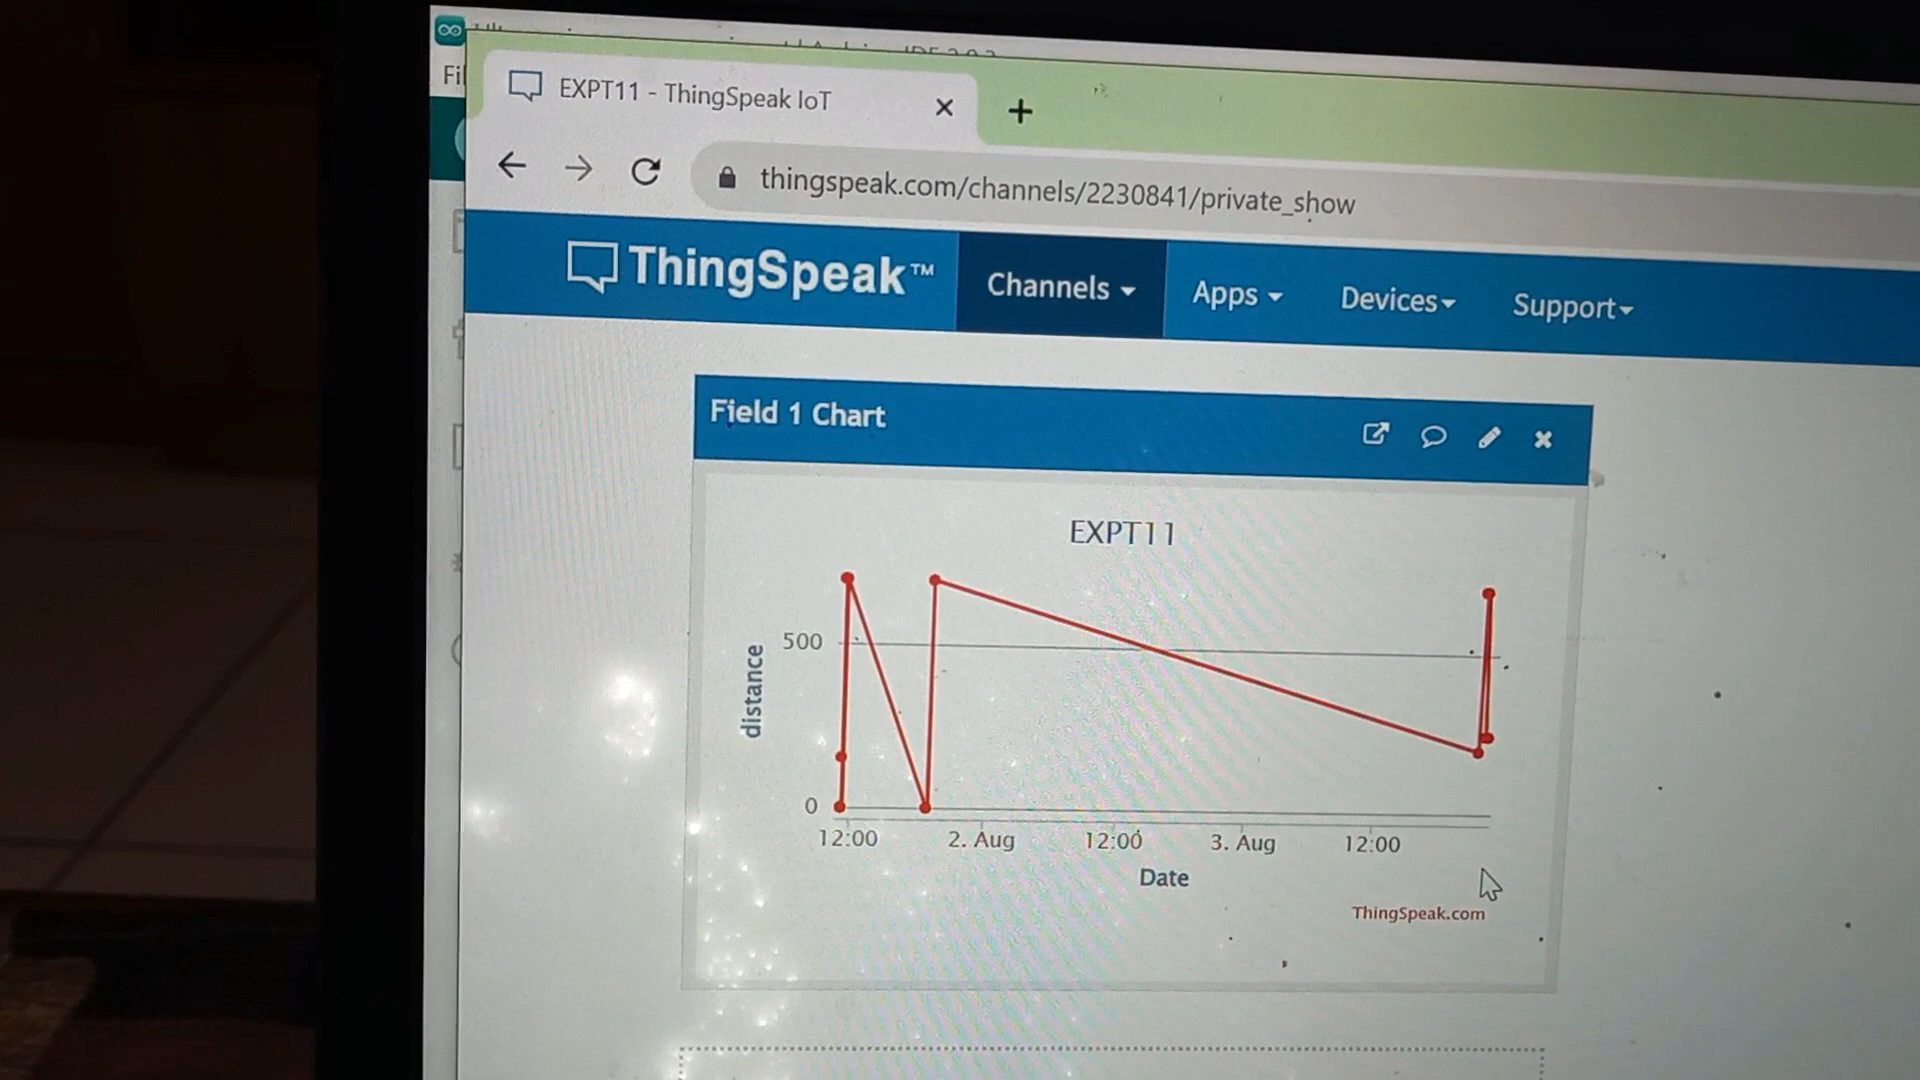 Fil
EXPT11 - ThingSpeak IoT
thingspeak.com/channels/2230841/private_show
ThingSpeak™
Channels
Apps
Devices
Support
Field 1 Chart
EXPT11
500
distance
0
12:00 2. Aug 12:00 3. Aug 12:00
Date
ThingSpeak.com